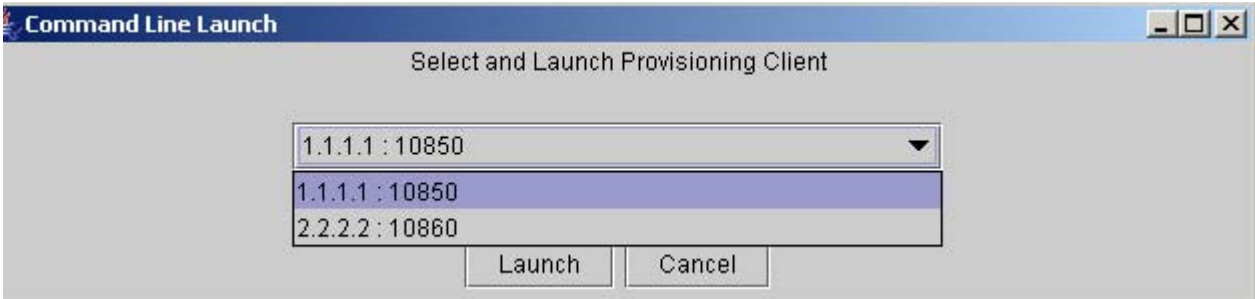 Command Line Launch
Select and Launch Provisioning Client
1.1.1.1 : 10850
1.1.1.1 : 10850
2.2.2.2 : 10860
Launch Cancel